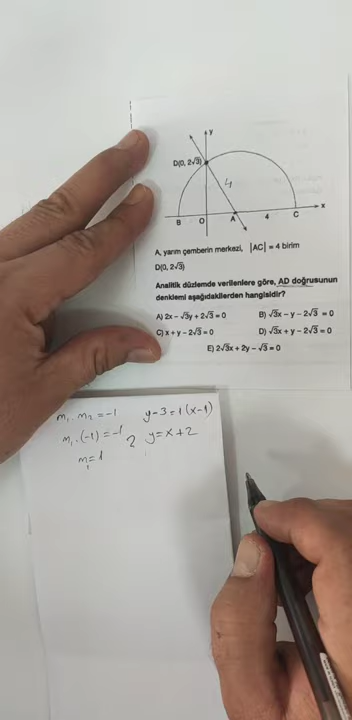 y
D(0, 2√3)
4
x
B O A 4 C
A, yarım çemberin merkezi, |AC| = 4 birim
D(0, 2√3)
Analitik düzlemde verilenlere göre, AD doğrusunun
denklemi aşağıdakilerden hangisidir?
A) 2x – √3y + 2√3 = 0 B) √3x – y – 2√3 = 0
C) x + y – 2√3 = 0 D) √3x + y – 2√3 = 0
E) 2√3x + 2y – √3 = 0
m₁ . m₂ = -1 y-3 = 1(x-1)
m₁ . (-1) = -1 2 y = x+2
m₁ = 1